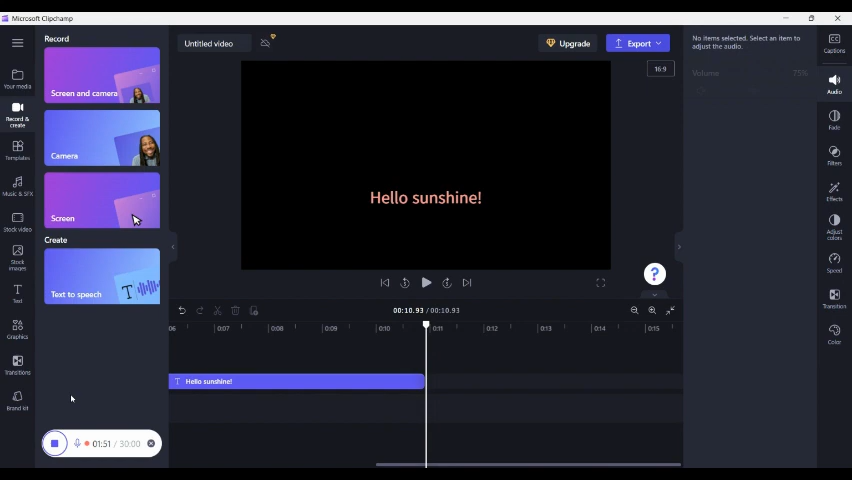 Microsoft Clipchamp
Record
Screen and camera
Camera
Screen
Create
Text to speech
Your media
Record &
create
Templates
Music & SFX
Stock video
Stock
images
Text
Graphics
Transitions
Brand kit
01:51 / 30:00
Untitled video
Upgrade
Export
16:9
Hello sunshine!
?
00:10.93 / 00:10.93
06
0:07
0:08
0:09
0:10
0:11
0:12
0:13
0:14
0:15
T Hello sunshine!
No items selected. Select an item to
adjust the audio.
Volume 75%
Captions
Audio
Fade
Filters
Effects
Adjust
colors
Speed
Transition
Color